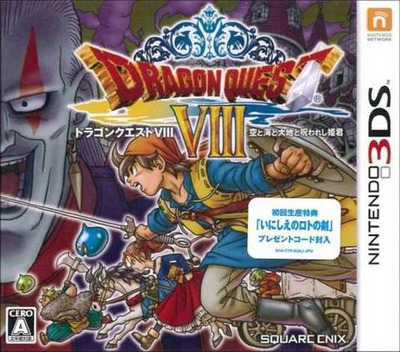 NINTENDO
NETWORK
DRAGON QUEST
VIII
ドラゴンクエストVIII
空と海と大地と呪われし姫君
NINTENDO 3DS
初回生産特典
「いにしえのロトの剣」
プレゼントコード封入
CERO
A
SQUARE ENIX